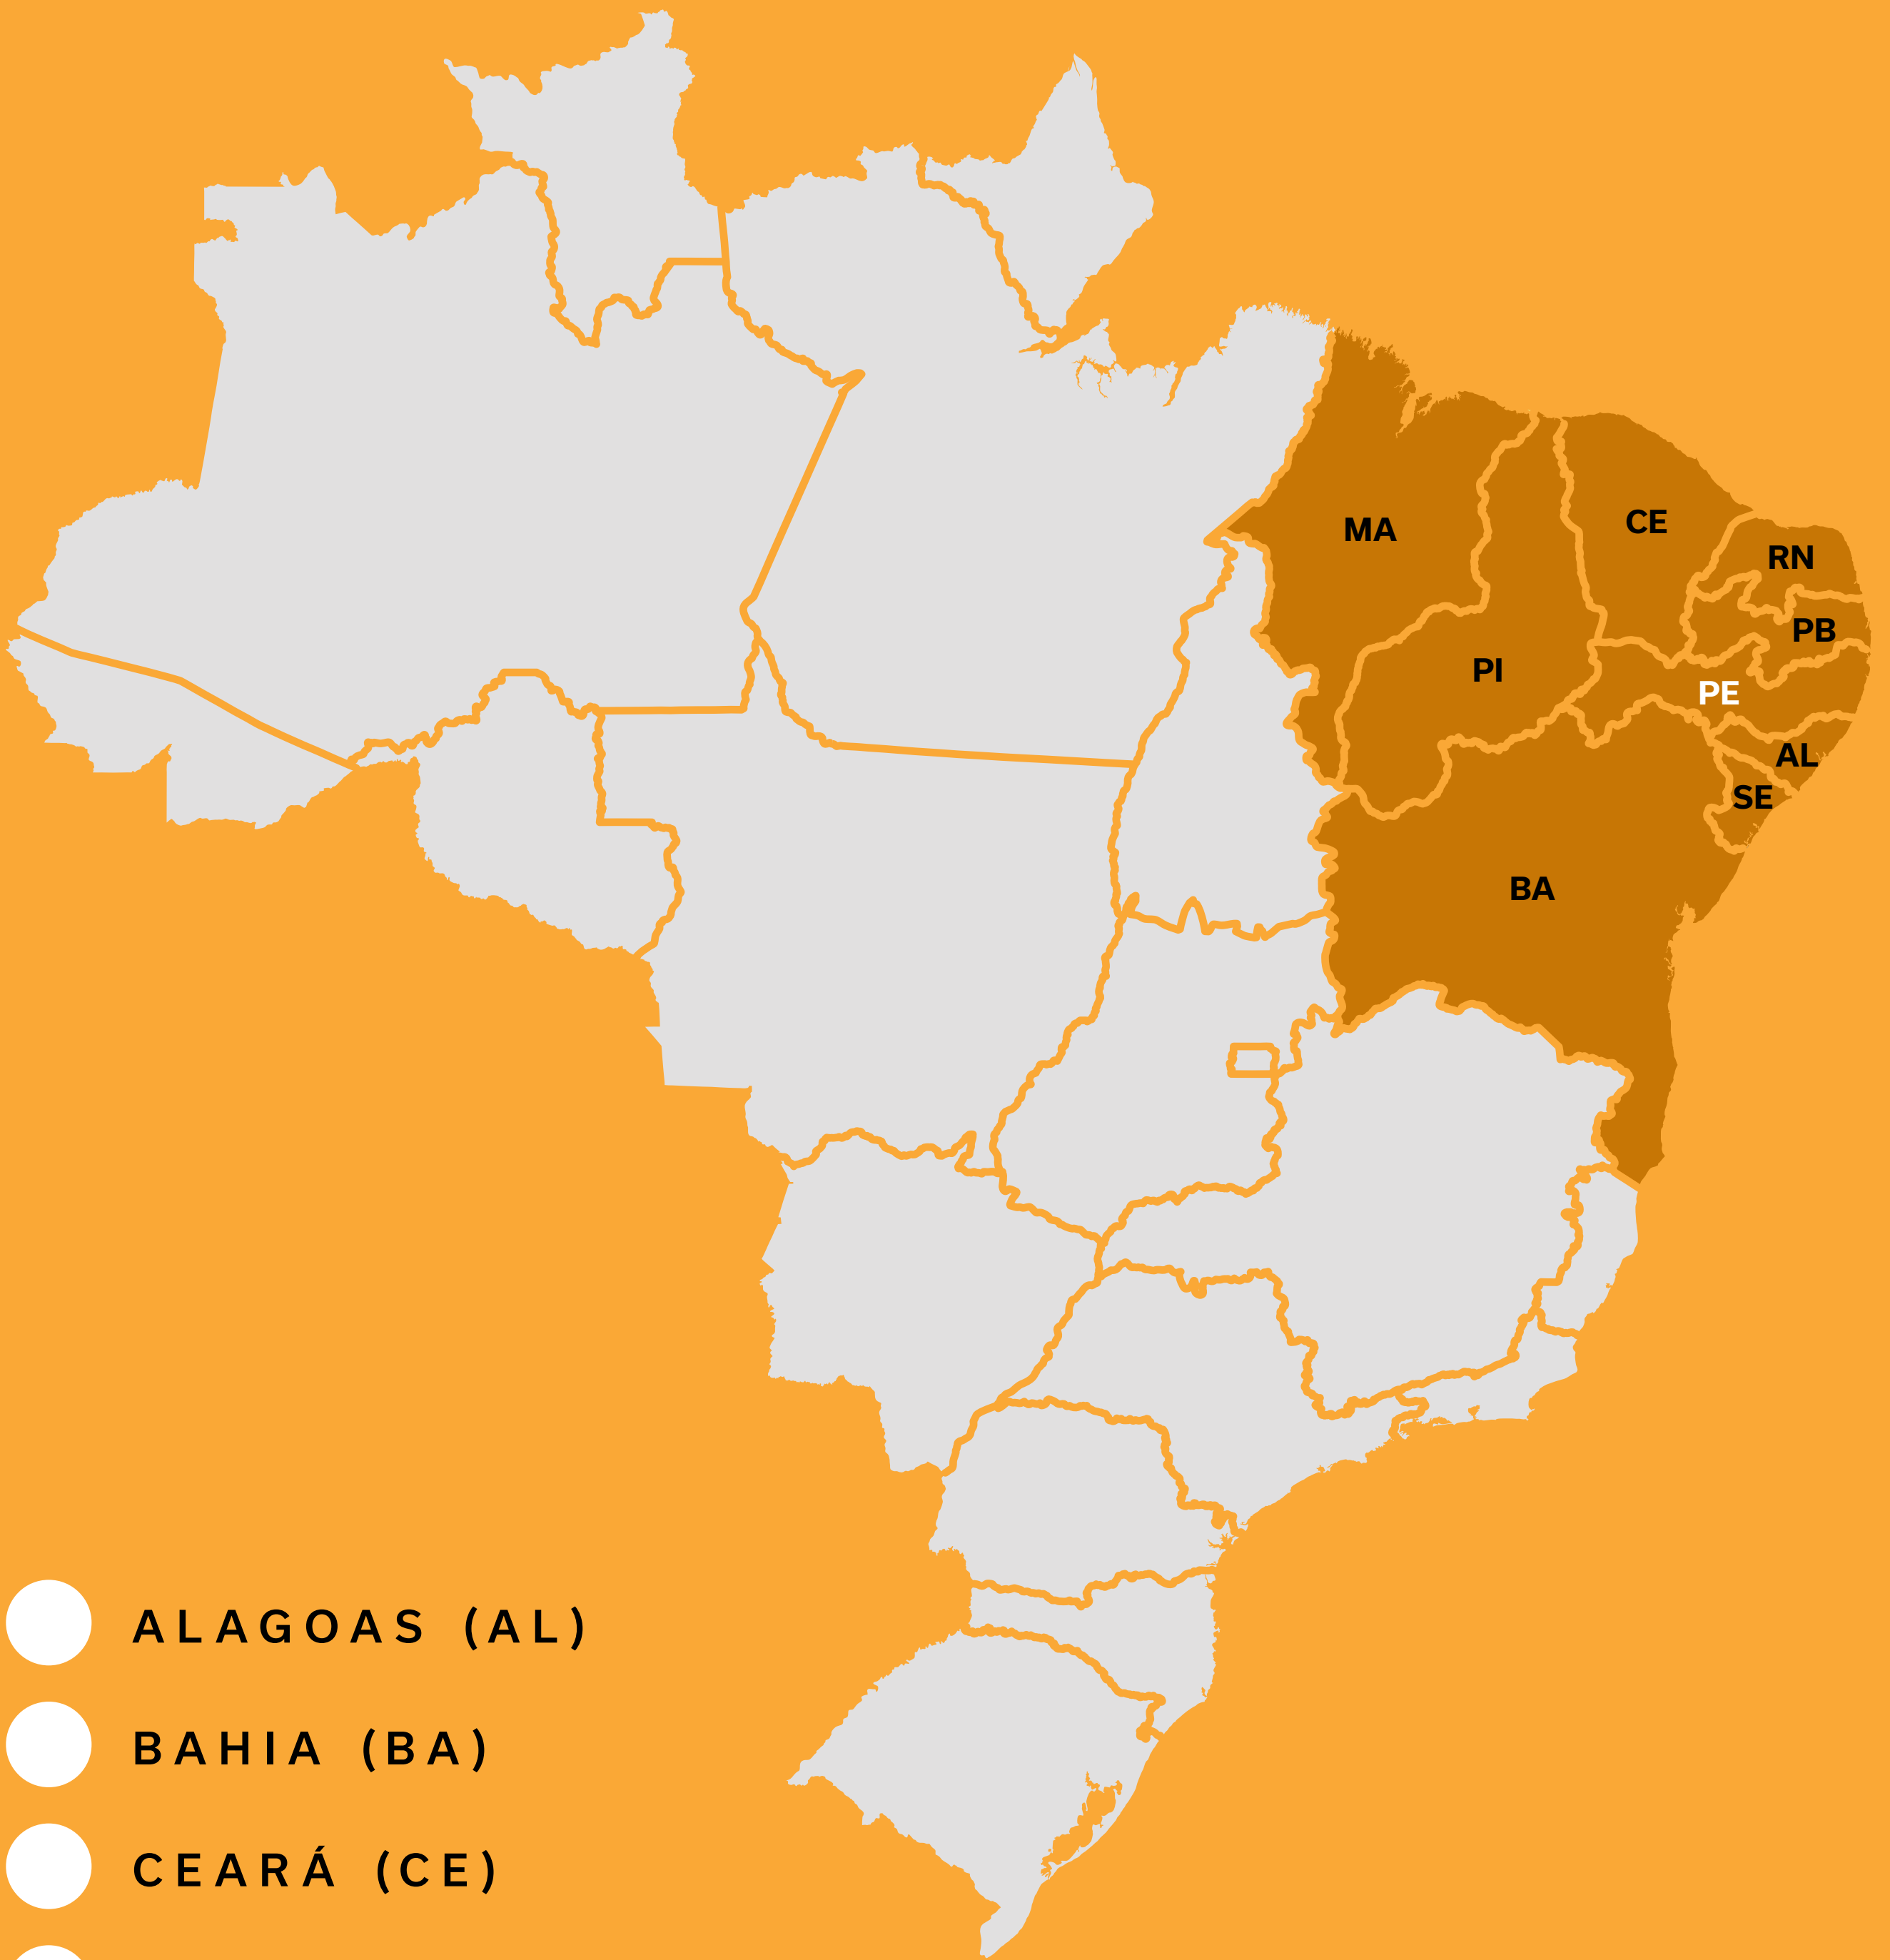 MA
CE
RN
PB
PI
PE
AL
SE
BA
ALAGOAS (AL)
BAHIA (BA)
CEARÁ (CE)